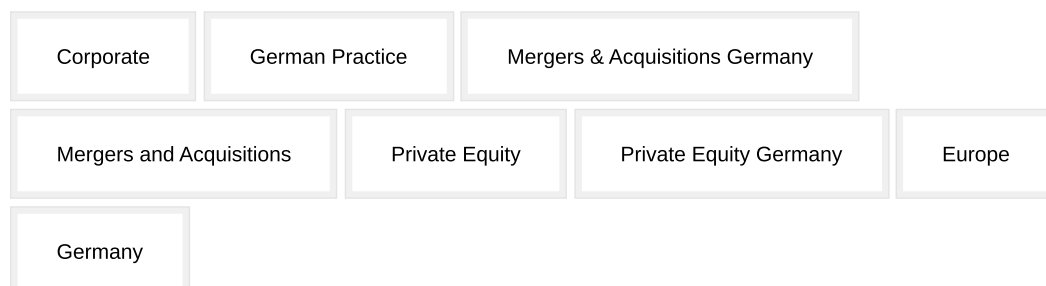 Corporate German Practice Mergers & Acquisitions Germany
Mergers and Acquisitions Private Equity Private Equity Germany Europe
Germany